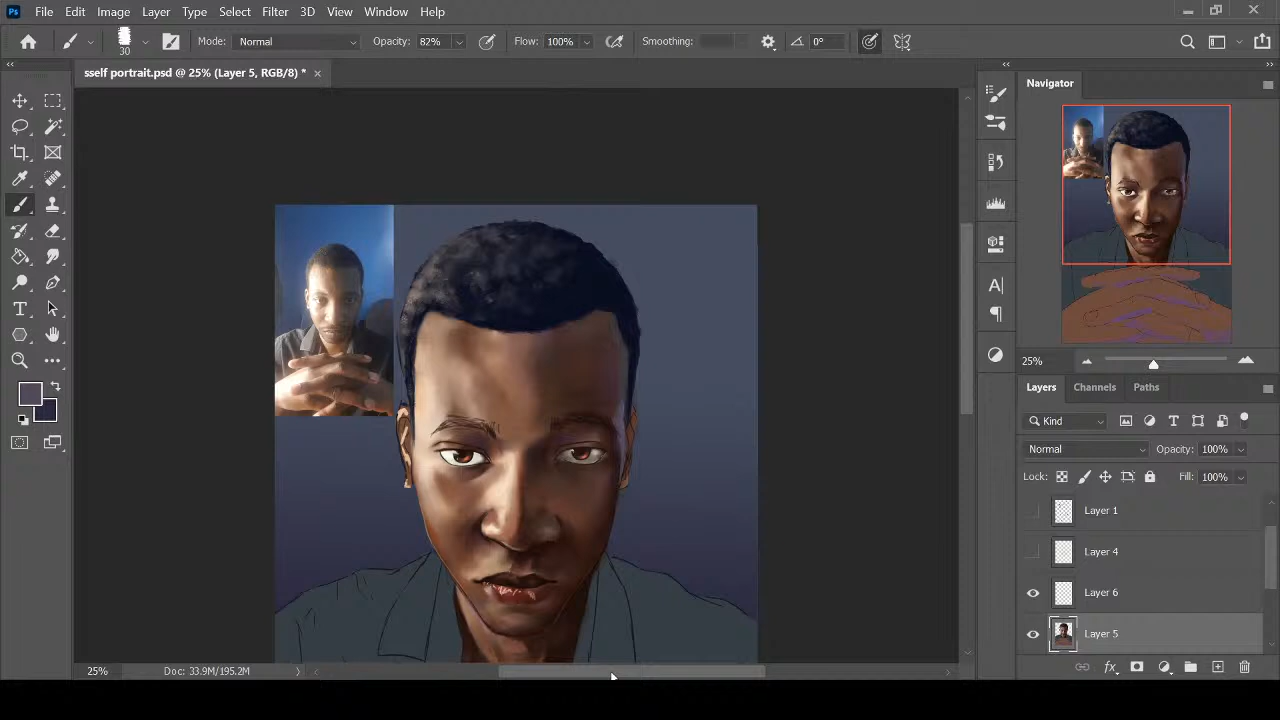 Ps File Edit Image Layer Type Select Filter 3D View Window Help
30 Mode: Normal Opacity: 82% Flow: 100% Smoothing: 0°
sself portrait.psd @ 25% (Layer 5, RGB/8) *
Navigator
25%
Layers Channels Paths
Kind
Normal Opacity: 100%
Lock: Fill: 100%
Layer 1
Layer 4
Layer 6
Layer 5
25% Doc: 33.9M/195.2M